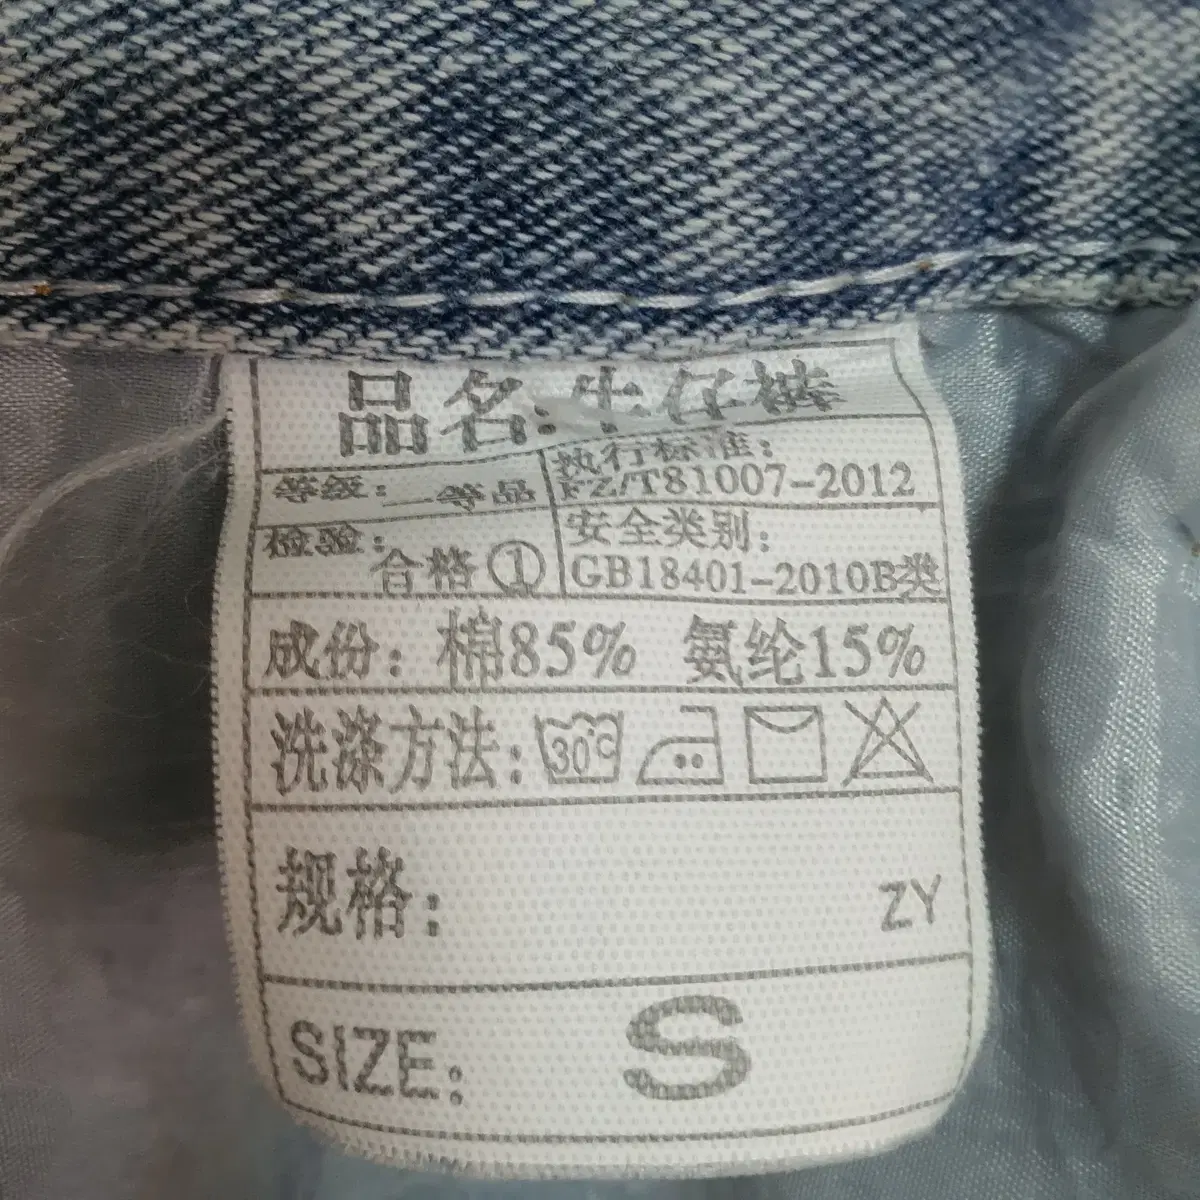 品名:牛仔裤
等级:一等品
执行标准:
FZ/T81007-2012
检验:
合格①
安全类别:
GB18401-2010B类
成份:棉85% 氨纶15%
洗涤方法:30℃
规格:
ZY
SIZE: S